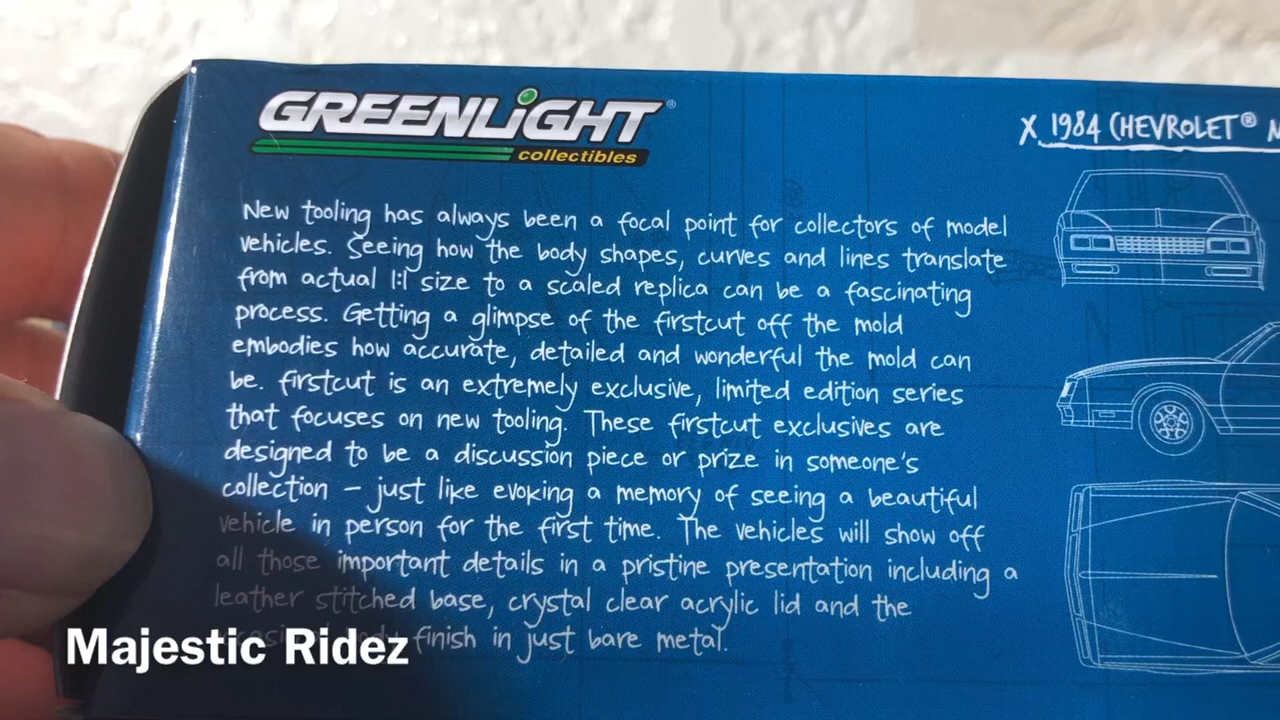 GREENLiGHT®
collectibles
X 1984 CHEVROLET®
New tooling has always been a focal point for collectors of model
vehicles. Seeing how the body shapes, curves and lines translate
from actual 1:1 size to a scaled replica can be a fascinating
process. Getting a glimpse of the firstcut off the mold
embodies how accurate, detailed and wonderful the mold can
be. firstcut is an extremely exclusive, limited edition series
that focuses on new tooling. These firstcut exclusives are
designed to be a discussion piece or prize in someone's
collection – just like evoking a memory of seeing a beautiful
vehicle in person for the first time. The vehicles will show off
all those important details in a pristine presentation including a
leather stitched base, crystal clear acrylic lid and the
finish in just bare metal.
Majestic Ridez